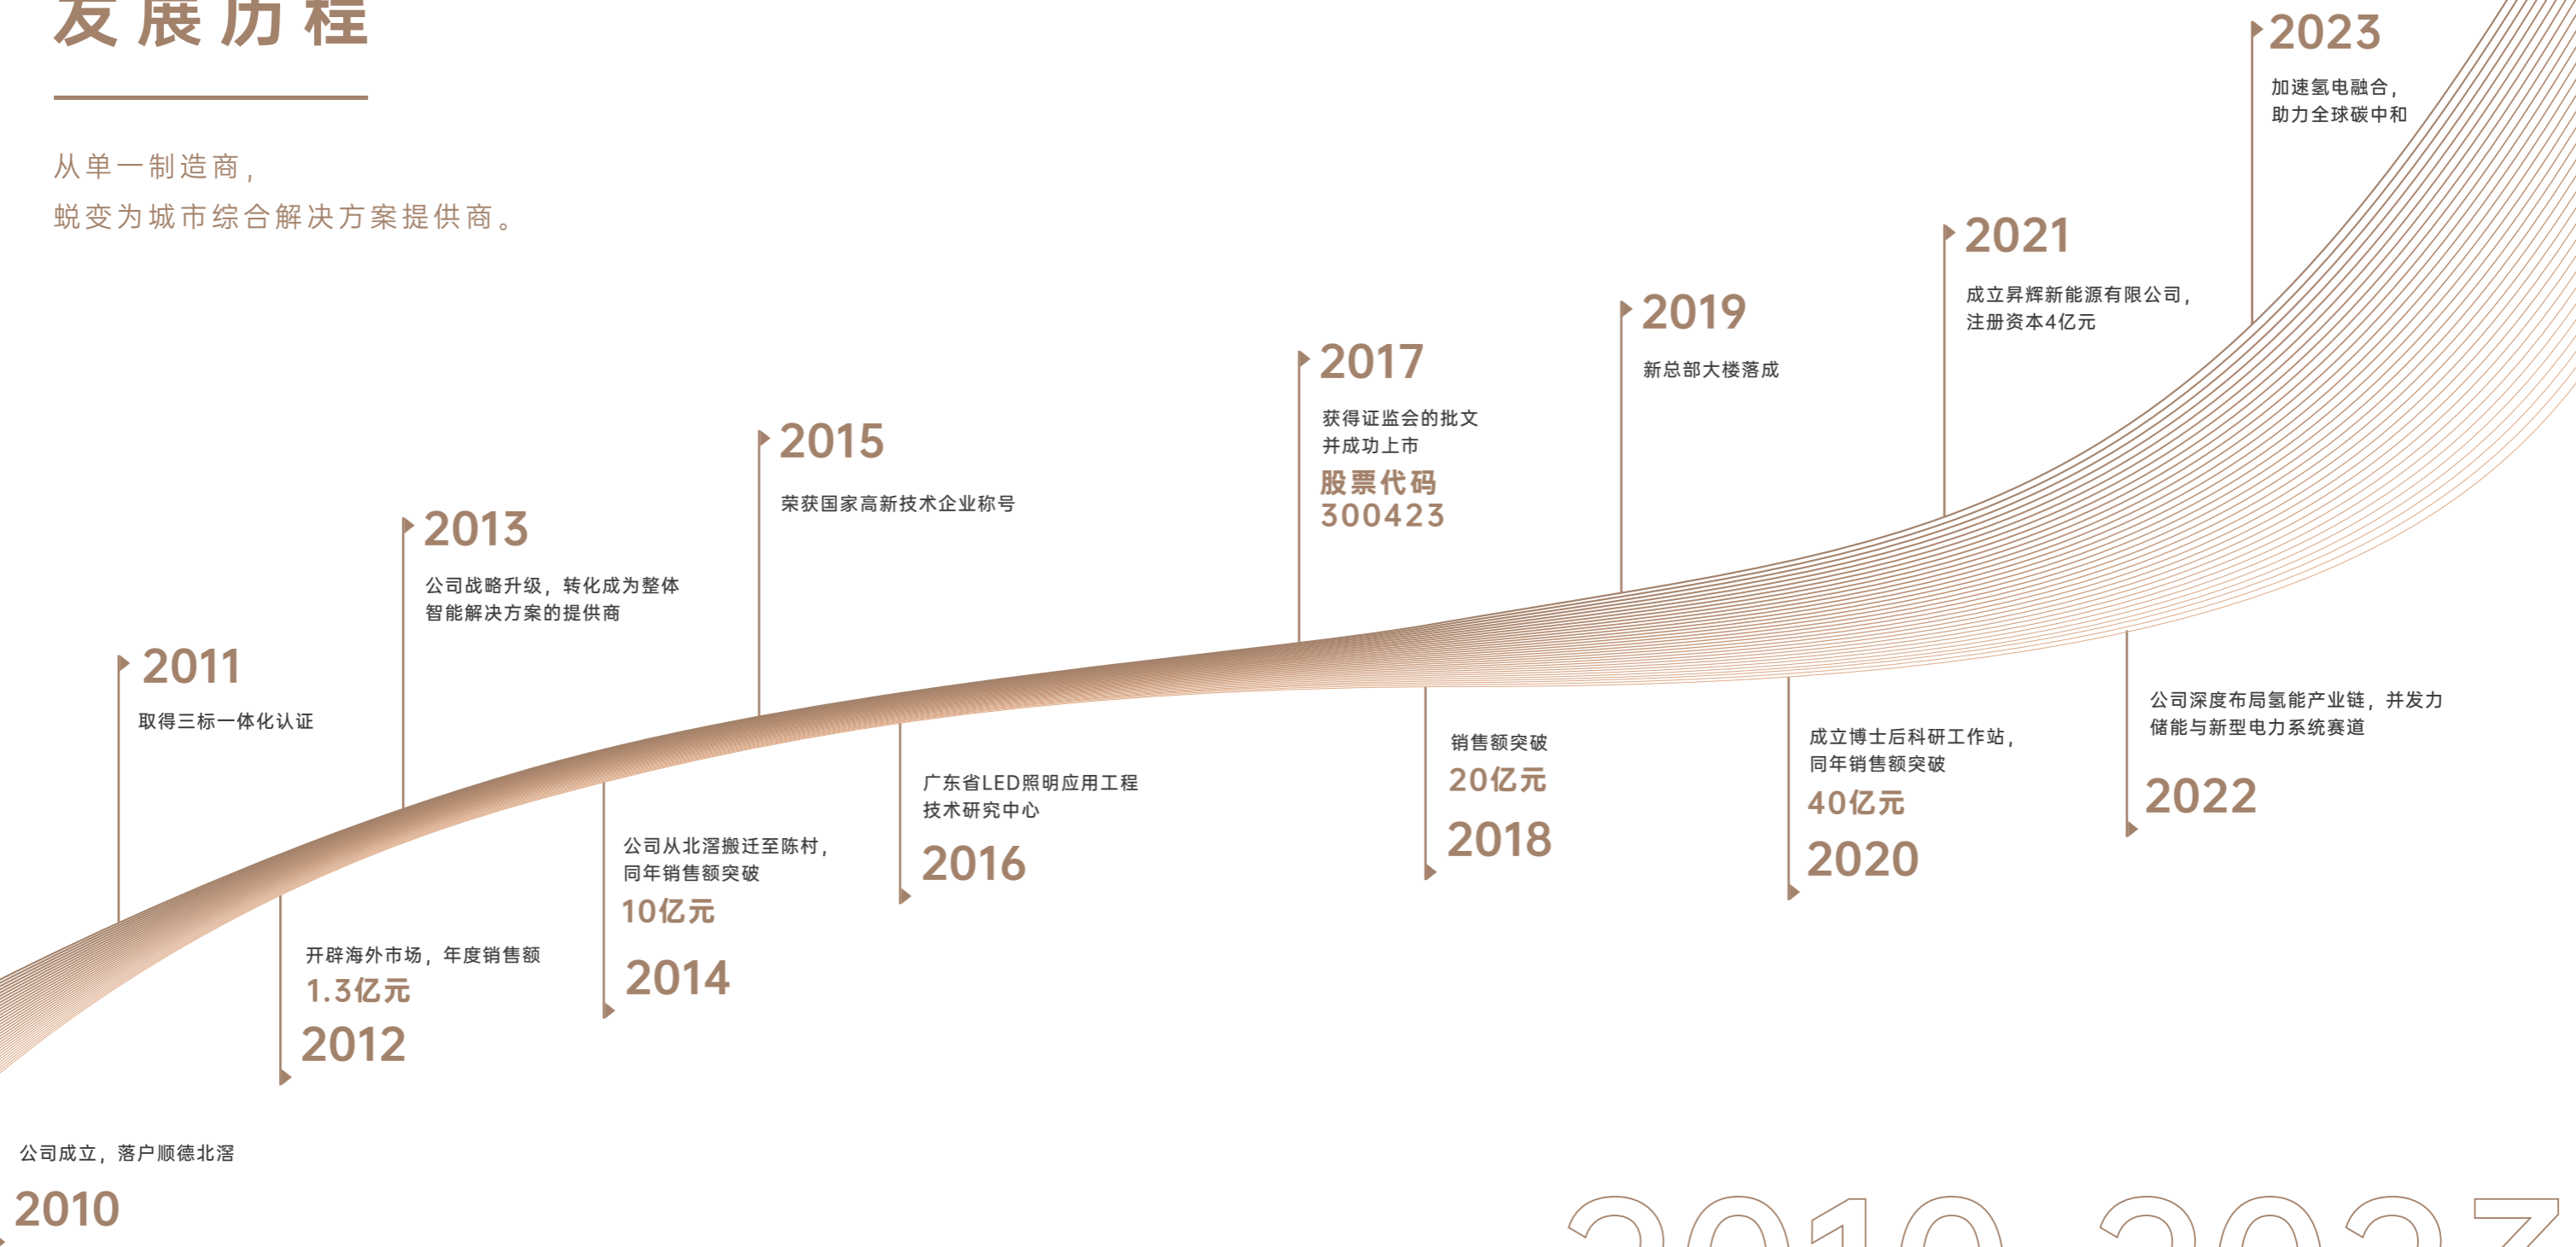 发展历程
从单一制造商，
蜕变为城市综合解决方案提供商。
公司成立，落户顺德北滘
2010
2011
取得三标一体化认证
开辟海外市场，年度销售额
1.3亿元
2012
2013
公司战略升级，转化成为整体
智能解决方案的提供商
公司从北滘搬迁至陈村，
同年销售额突破
10亿元
2014
2015
荣获国家高新技术企业称号
广东省LED照明应用工程
技术研究中心
2016
2017
获得证监会的批文
并成功上市
股票代码
300423
销售额突破
20亿元
2018
2019
新总部大楼落成
成立博士后科研工作站，
同年销售额突破
40亿元
2020
2021
成立昇辉新能源有限公司，
注册资本4亿元
公司深度布局氢能产业链，并发力
储能与新型电力系统赛道
2022
2023
加速氢电融合，
助力全球碳中和